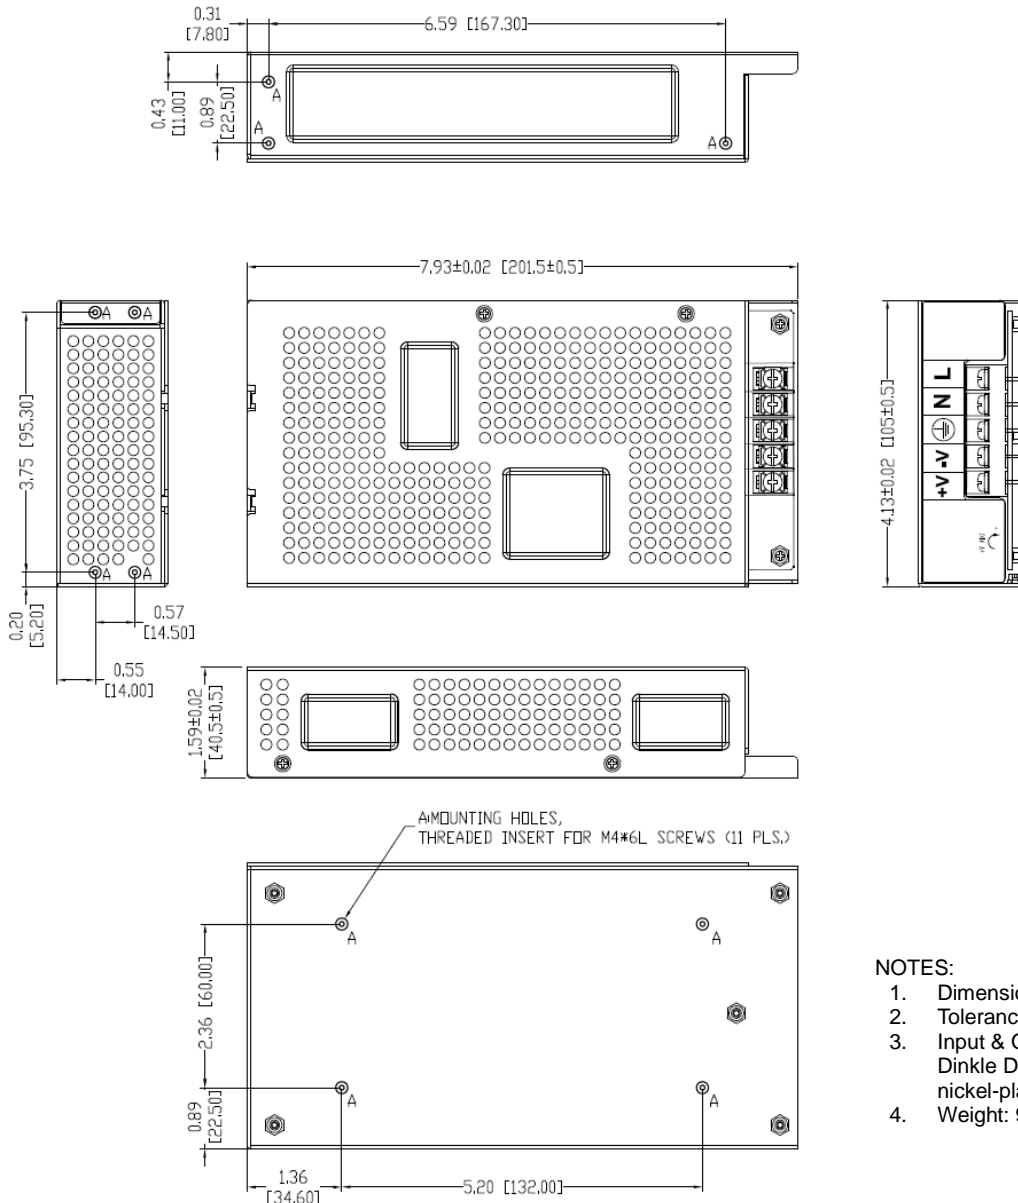 0.31
[7.80]
6.59 [167.30]
0.43
[11.00]
0.89
[22.50]
A
A
A
7.93±0.02 [201.5±0.5]
A
A
3.75 [95.30]
A
A
0.20
[5.20]
0.57
[14.50]
0.55
[14.00]
4.13±0.02 [105±0.5]
L
N
-V
+V
1.59±0.02
[40.5±0.5]
A:MOUNTING HOLES,
THREADED INSERT FOR M4*6L SCREWS (11 PLS.)
A
A
2.36 [60.00]
A
A
0.89
[22.50]
1.36
[34.60]
5.20 [132.00]
NOTES:
1.
2.
3. Input &
Dinkle
4. Weight: